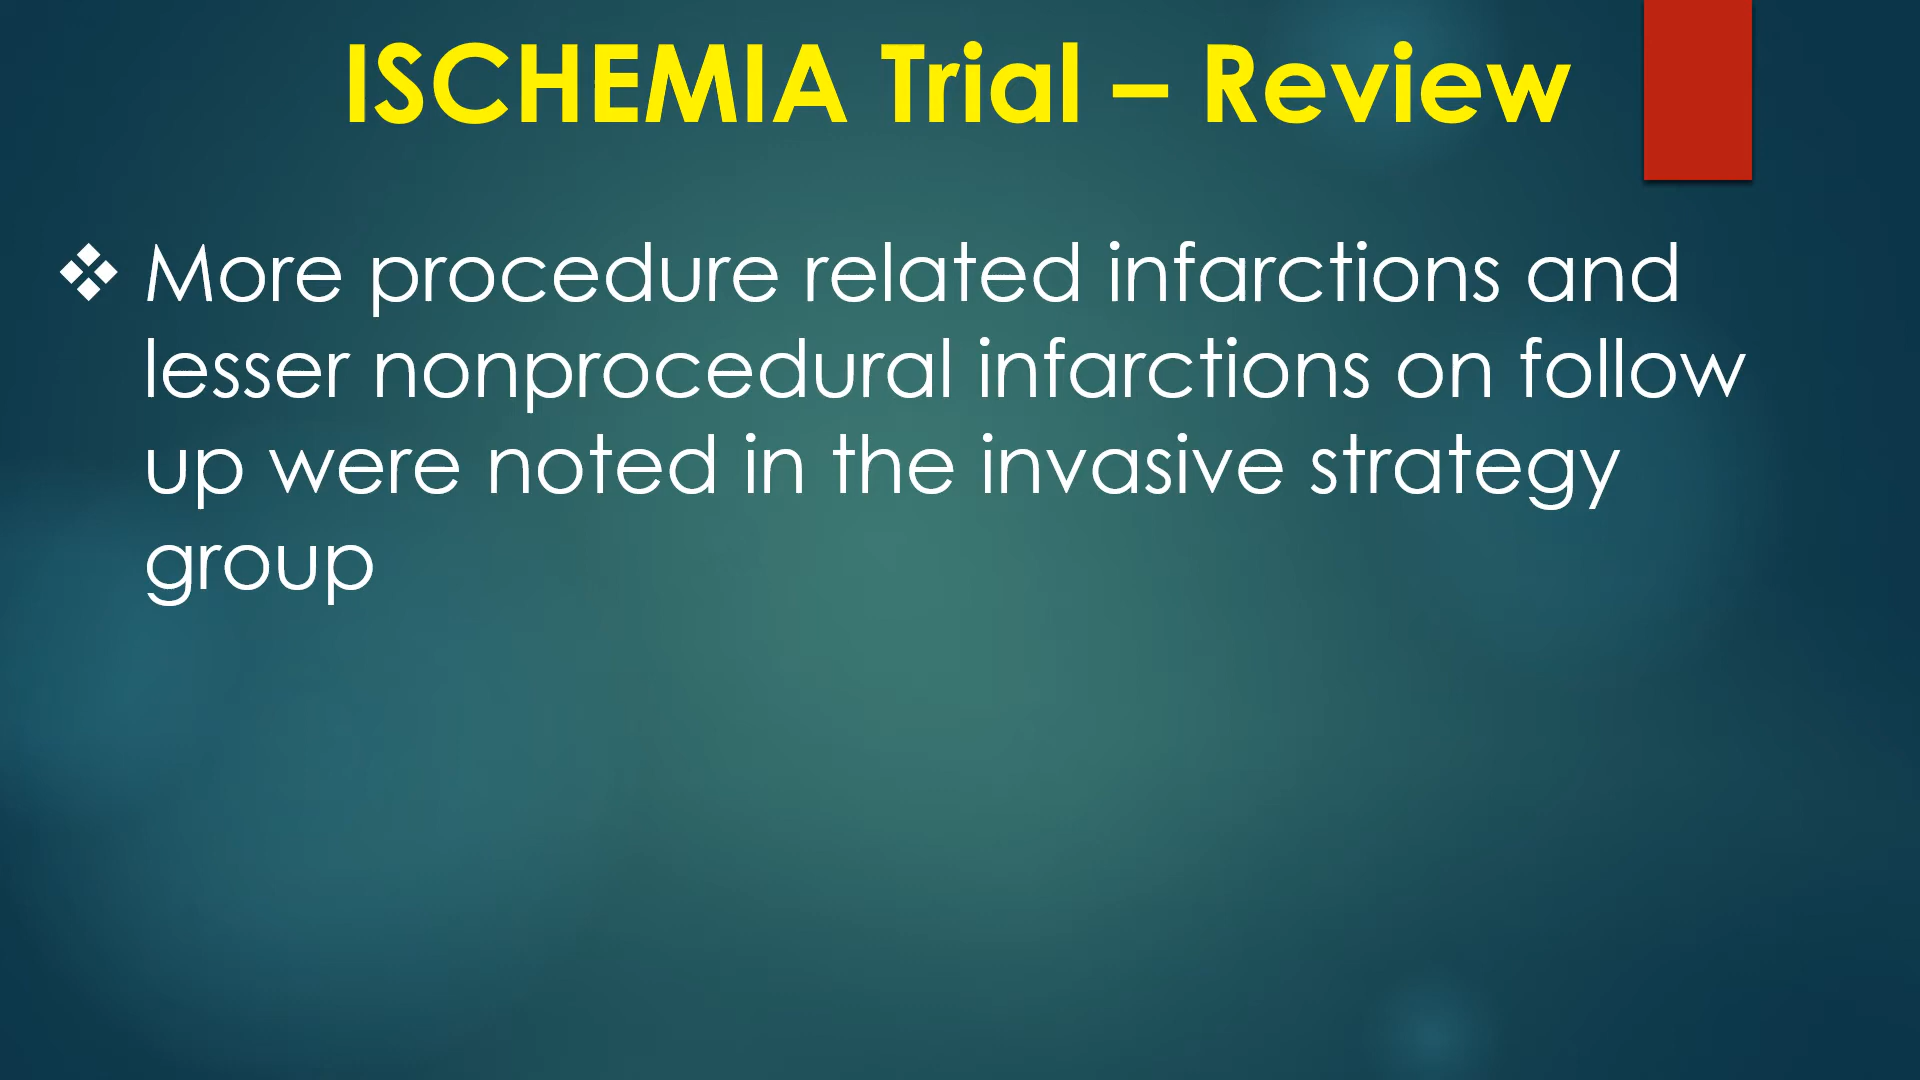 ISCHEMIA Trial – Review
❖ More procedure related infarctions and
lesser nonprocedural infarctions on follow
up were noted in the invasive strategy
group